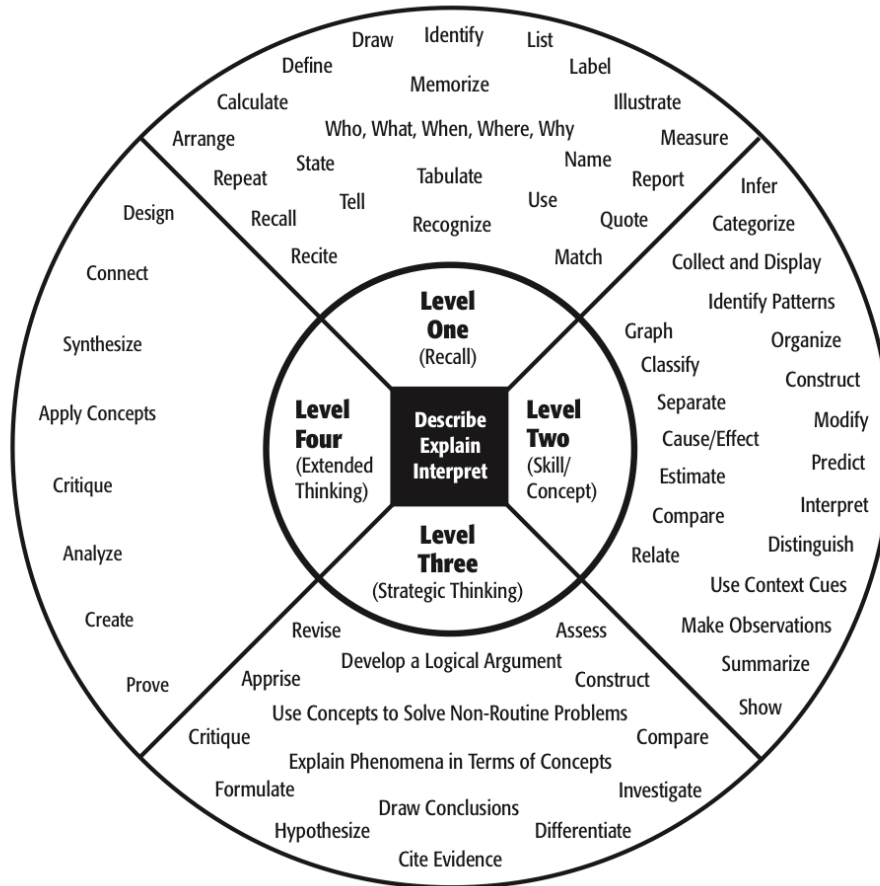 Draw
Identify
List
Define
Label
Memorize
Calculate
Illustrate
Arrange
Who, What, When, Where, Why
Measure
State
Name
Repeat
Tabulate
Report
Tell
Use
Recall
Recognize
Quote
Recite
Match
Level
One
(Recall)
Infer
Categorize
Collect and Display
Identify Patterns
Graph
Organize
Classify
Construct
Separate
Modify
Cause/Effect
Predict
Estimate
Interpret
Compare
Distinguish
Relate
Use Context Cues
Make Observations
Summarize
Show
Level
Two
(Skill/
Concept)
Describe
Explain
Interpret
Level
Four
(Extended
Thinking)
Design
Connect
Synthesize
Apply Concepts
Critique
Analyze
Create
Prove
Level
Three
(Strategic Thinking)
Revise
Assess
Develop a Logical Argument
Apprise
Construct
Use Concepts to Solve Non-Routine Problems
Critique
Compare
Explain Phenomena in Terms of Concepts
Formulate
Investigate
Draw Conclusions
Hypothesize
Differentiate
Cite Evidence